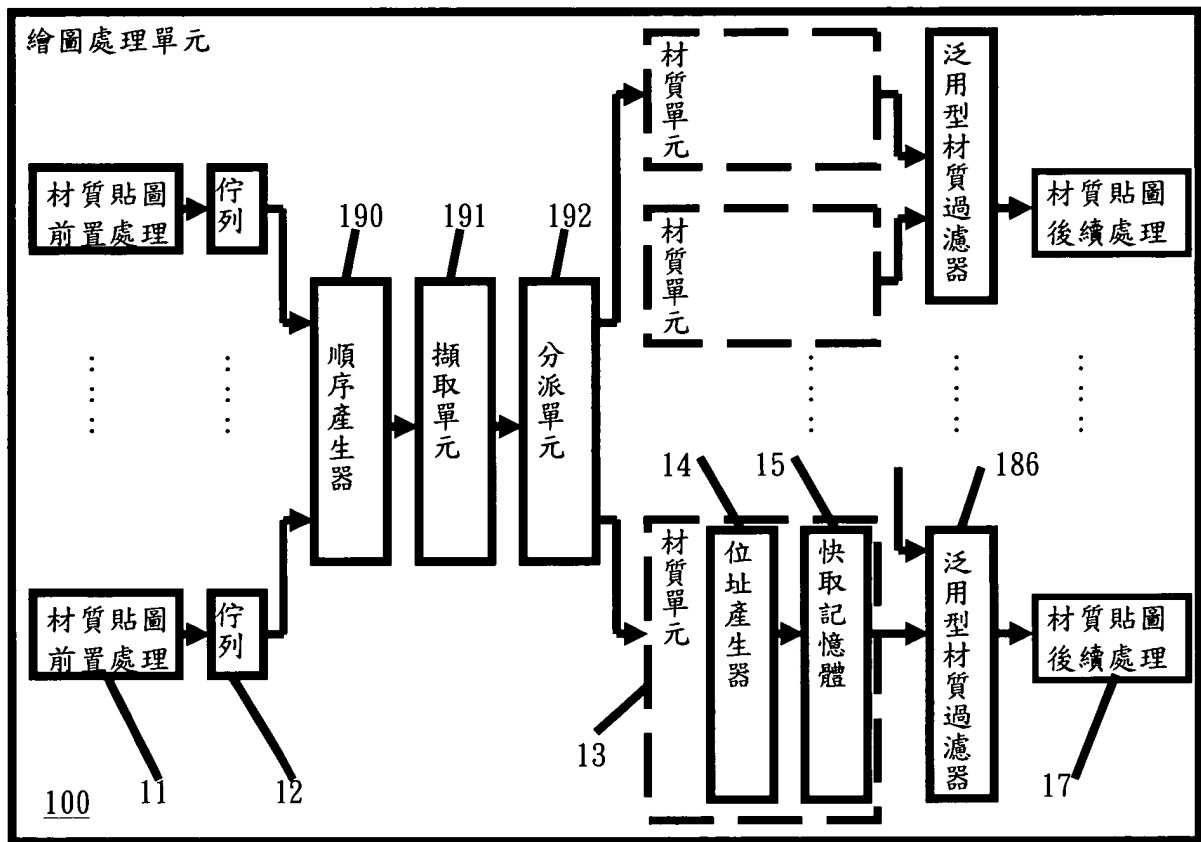 繪圖處理單元
材質貼圖
前置處理
佇列
190
191
192
順序產生器
擷取單元
分派單元
材質單元
材質單元
泛用型材質過濾器
材質貼圖
後續處理
材質貼圖
前置處理
佇列
11
12
13
14
15
186
材質單元
位址產生器
快取記憶體
泛用型材質過濾器
材質貼圖
後續處理
17
100